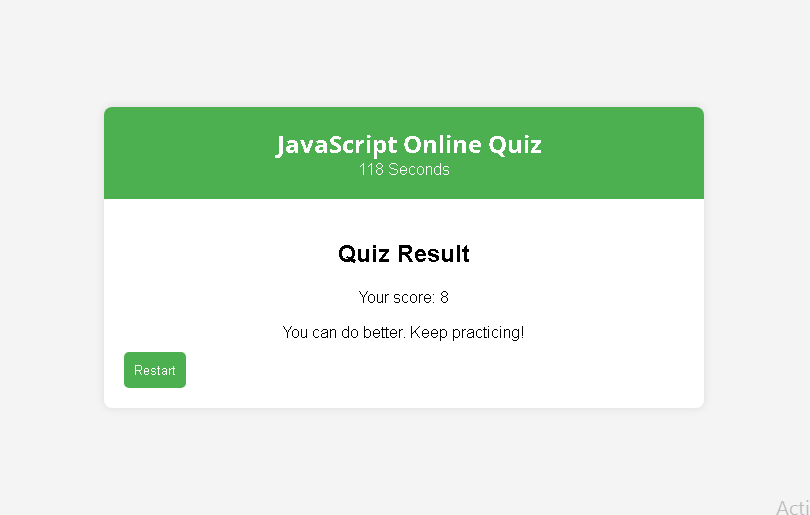 JavaScript Online Quiz
118 Seconds
Quiz Result
Your score: 8
You can do better. Keep practicing!
Restart
Acti